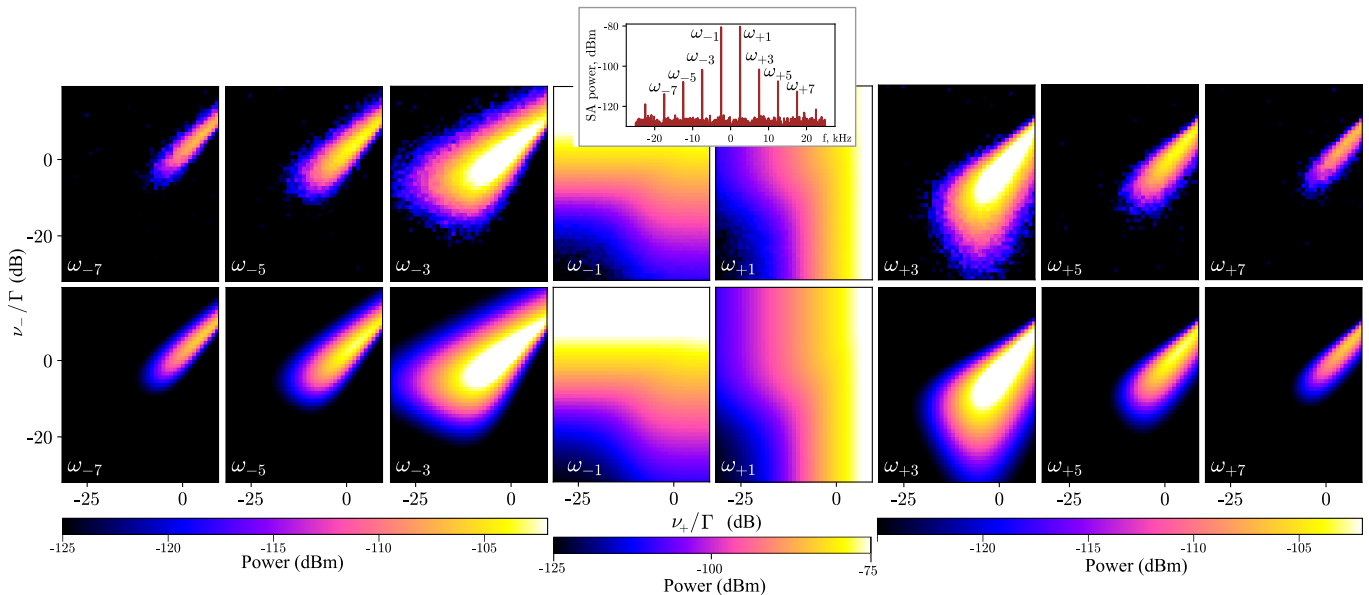 -80
-100
-120
SA power, dBm
ω₋₁ ω₊₁
ω₋₃ ω₊₃
ω₋₅ ω₊₅
ω₋₇ ω₊₇
-20 -10 0 10 20 f, kHz
0
-20
ω₋₇ ω₋₅ ω₋₃ ω₋₁ ω₊₁ ω₊₃ ω₊₅ ω₊₇
ν₋/Γ (dB)
0
-20
ω₋₇ ω₋₅ ω₋₃ ω₋₁ ω₊₁ ω₊₃ ω₊₅ ω₊₇
-25 0 -25 0 -25 0 -25 0 -25 0 -25 0 -25 0 -25 0
ν₊/Γ (dB)
-125 -120 -115 -110 -105
Power (dBm)
-125 -100 -75
Power (dBm)
-120 -115 -110 -105
Power (dBm)